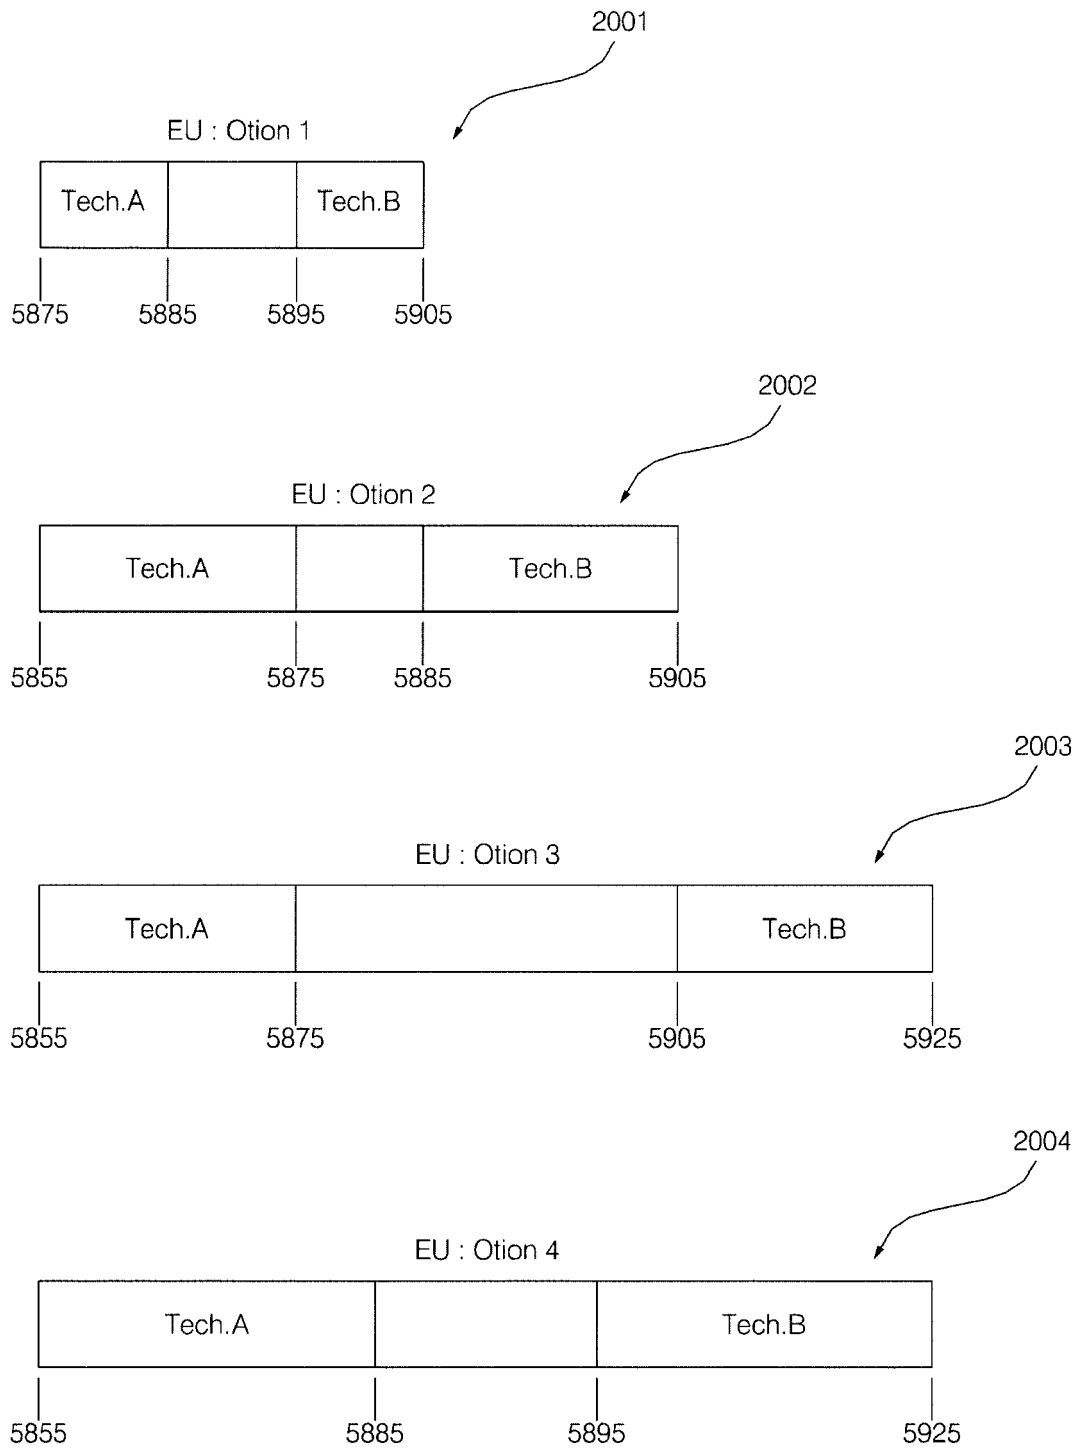 2001
EU : Otion 1
Tech.A
Tech.B
5875 5885 5895 5905
2002
EU : Otion 2
Tech.A
Tech.B
5855 5875 5885 5905
2003
EU : Otion 3
Tech.A
Tech.B
5855 5875 5905 5925
2004
EU : Otion 4
Tech.A
Tech.B
5855 5885 5895 5925